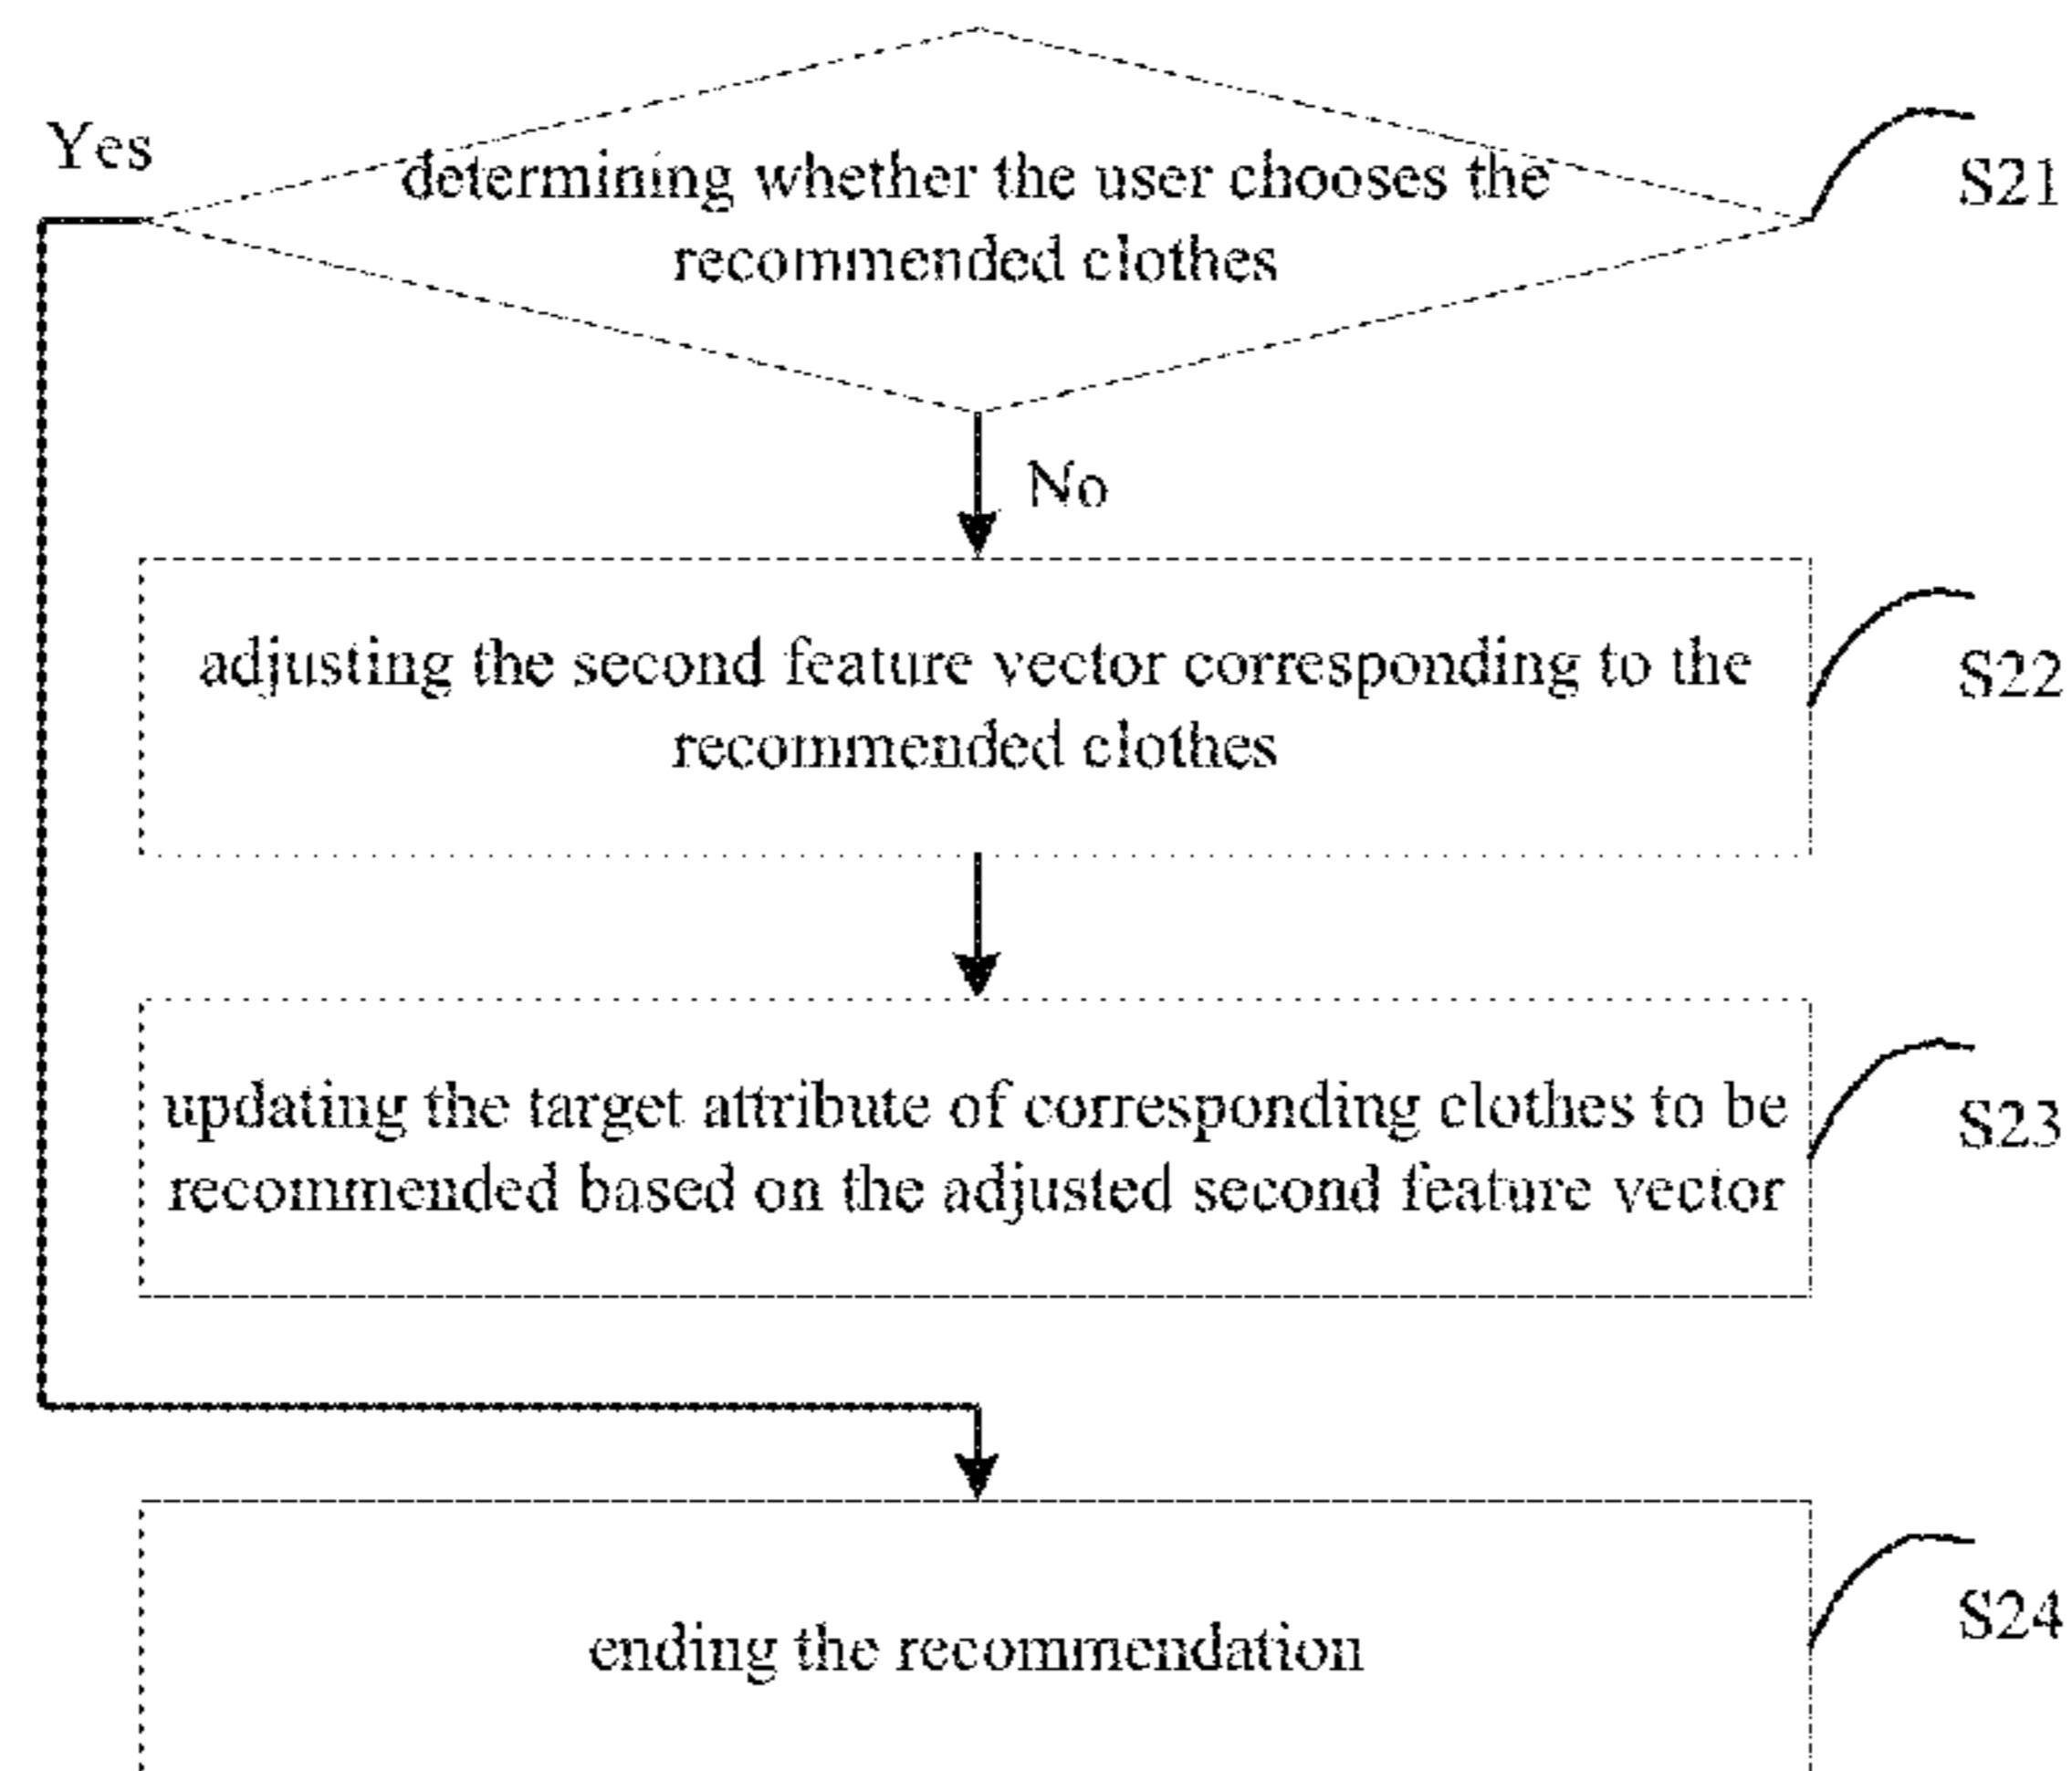 Yes
determining whether the user chooses the
recommended clothes
S21
No
adjusting the second feature vector corresponding to the
recommended clothes
S22
updating the target attribute of corresponding clothes to be
recommended based on the adjusted second feature vector
S23
ending the recommendation
S24